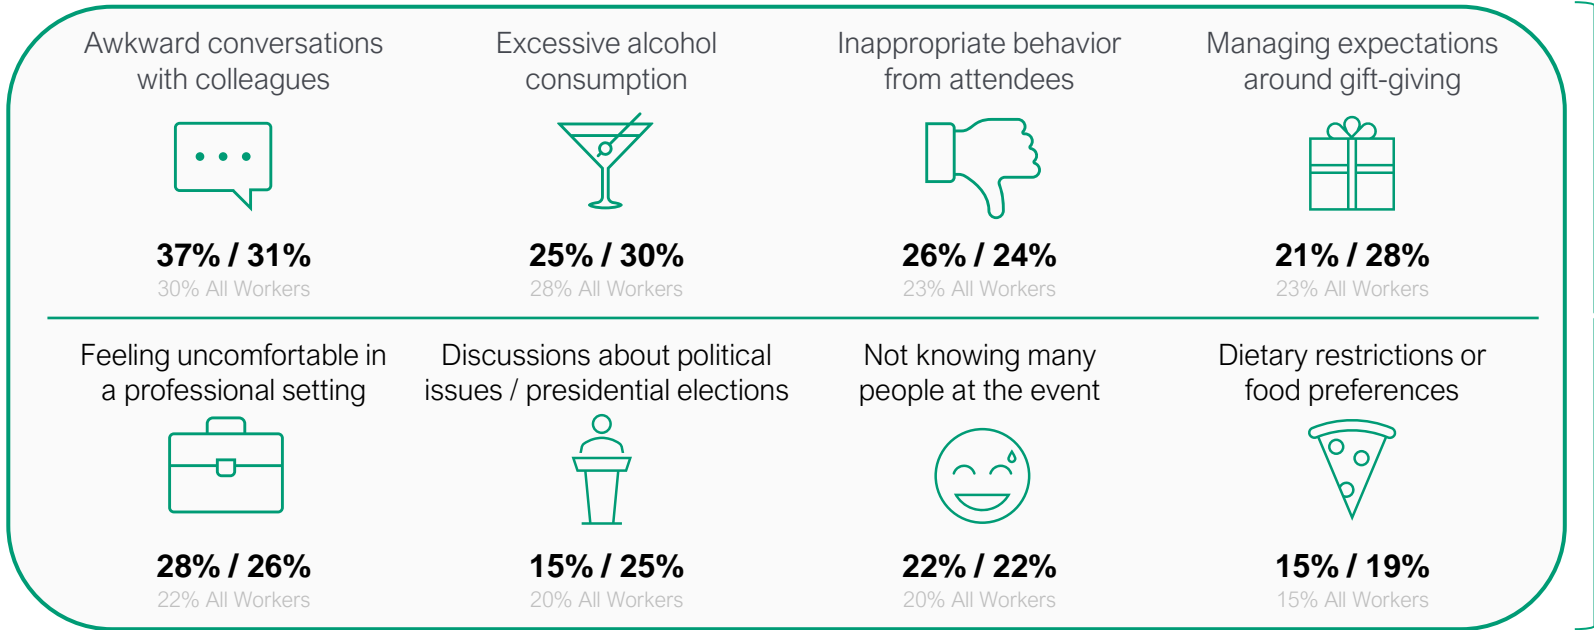 Awkward conversations
with colleagues
37% / 31%
30% All Workers
Excessive alcohol
consumption
25% / 30%
28% All Workers
Inappropriate behavior
from attendees
26% / 24%
23% All Workers
Managing expectations
around gift-giving
21% / 28%
23% All Workers
Feeling uncomfortable in
a professional setting
28% / 26%
22% All Workers
Discussions about political
issues / presidential elections
15% / 25%
20% All Workers
Not knowing many
people at the event
22% / 22%
20% All Workers
Dietary restrictions or
food preferences
15% / 19%
15% All Workers